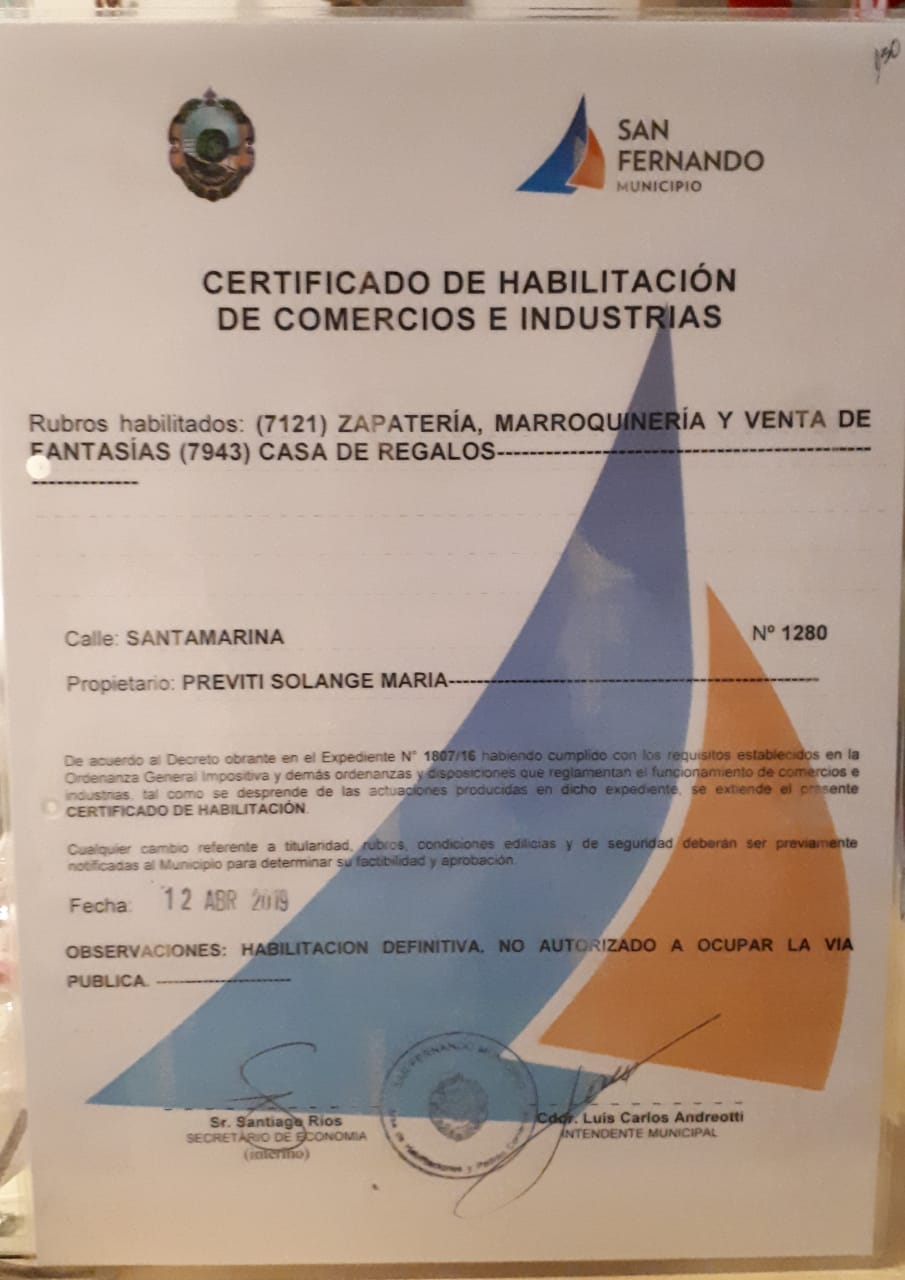 SAN
FERNANDO
MUNICIPIO
CERTIFICADO DE HABILITACIÓN
DE COMERCIOS E INDUSTRIAS
Rubros habilitados: (7121) ZAPATERÍA, MARROQUINERÍA Y VENTA DE
FANTASÍAS (7943) CASA DE REGALOS
Calle: SANTAMARINA Nº 1280
Propietario: PREVITI SOLANGE MARIA
De acuerdo al Decreto obrante en el Expediente N° 1807/16 habiendo cumplido con los requisitos establecidos en la
Ordenanza General Impositiva y demás ordenanzas y disposiciones que reglamentan el funcionamiento de comercios e
industrias, tal como se desprende de las actuaciones producidas en dicho expediente, se extiende el presente
CERTIFICADO DE HABILITACIÓN.
Cualquier cambio referente a titularidad, rubros, condiciones edilicias y de seguridad deberán ser previamente
notificadas al Municipio para determinar su factibilidad y aprobación.
Fecha: 12 ABR 2019
OBSERVACIONES: HABILITACION DEFINITIVA. NO AUTORIZADO A OCUPAR LA VIA
PUBLICA.
Sr. Santiago Ríos
SECRETARIO DE ECONOMIA
(interino)
SAN FERNANDO
Cdor. Luis Carlos Andreotti
INTENDENTE MUNICIPAL